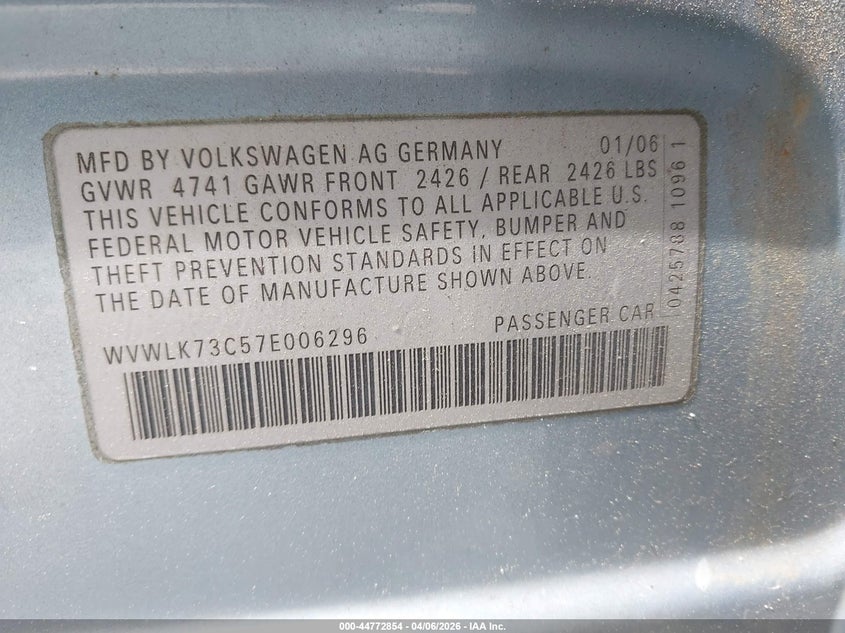 MFD BY VOLKSWAGEN AG GERMANY 01/06
GVWR 4741 GAWR FRONT 2426 / REAR 2426 LBS
THIS VEHICLE CONFORMS TO ALL APPLICABLE U.S.
FEDERAL MOTOR VEHICLE SAFETY, BUMPER AND
THEFT PREVENTION STANDARDS IN EFFECT ON
THE DATE OF MANUFACTURE SHOWN ABOVE.
WVWLK73C57E006296 PASSENGER CAR
0425708 1096 1
000-44772854 - 04/06/2026 - IAA Inc.